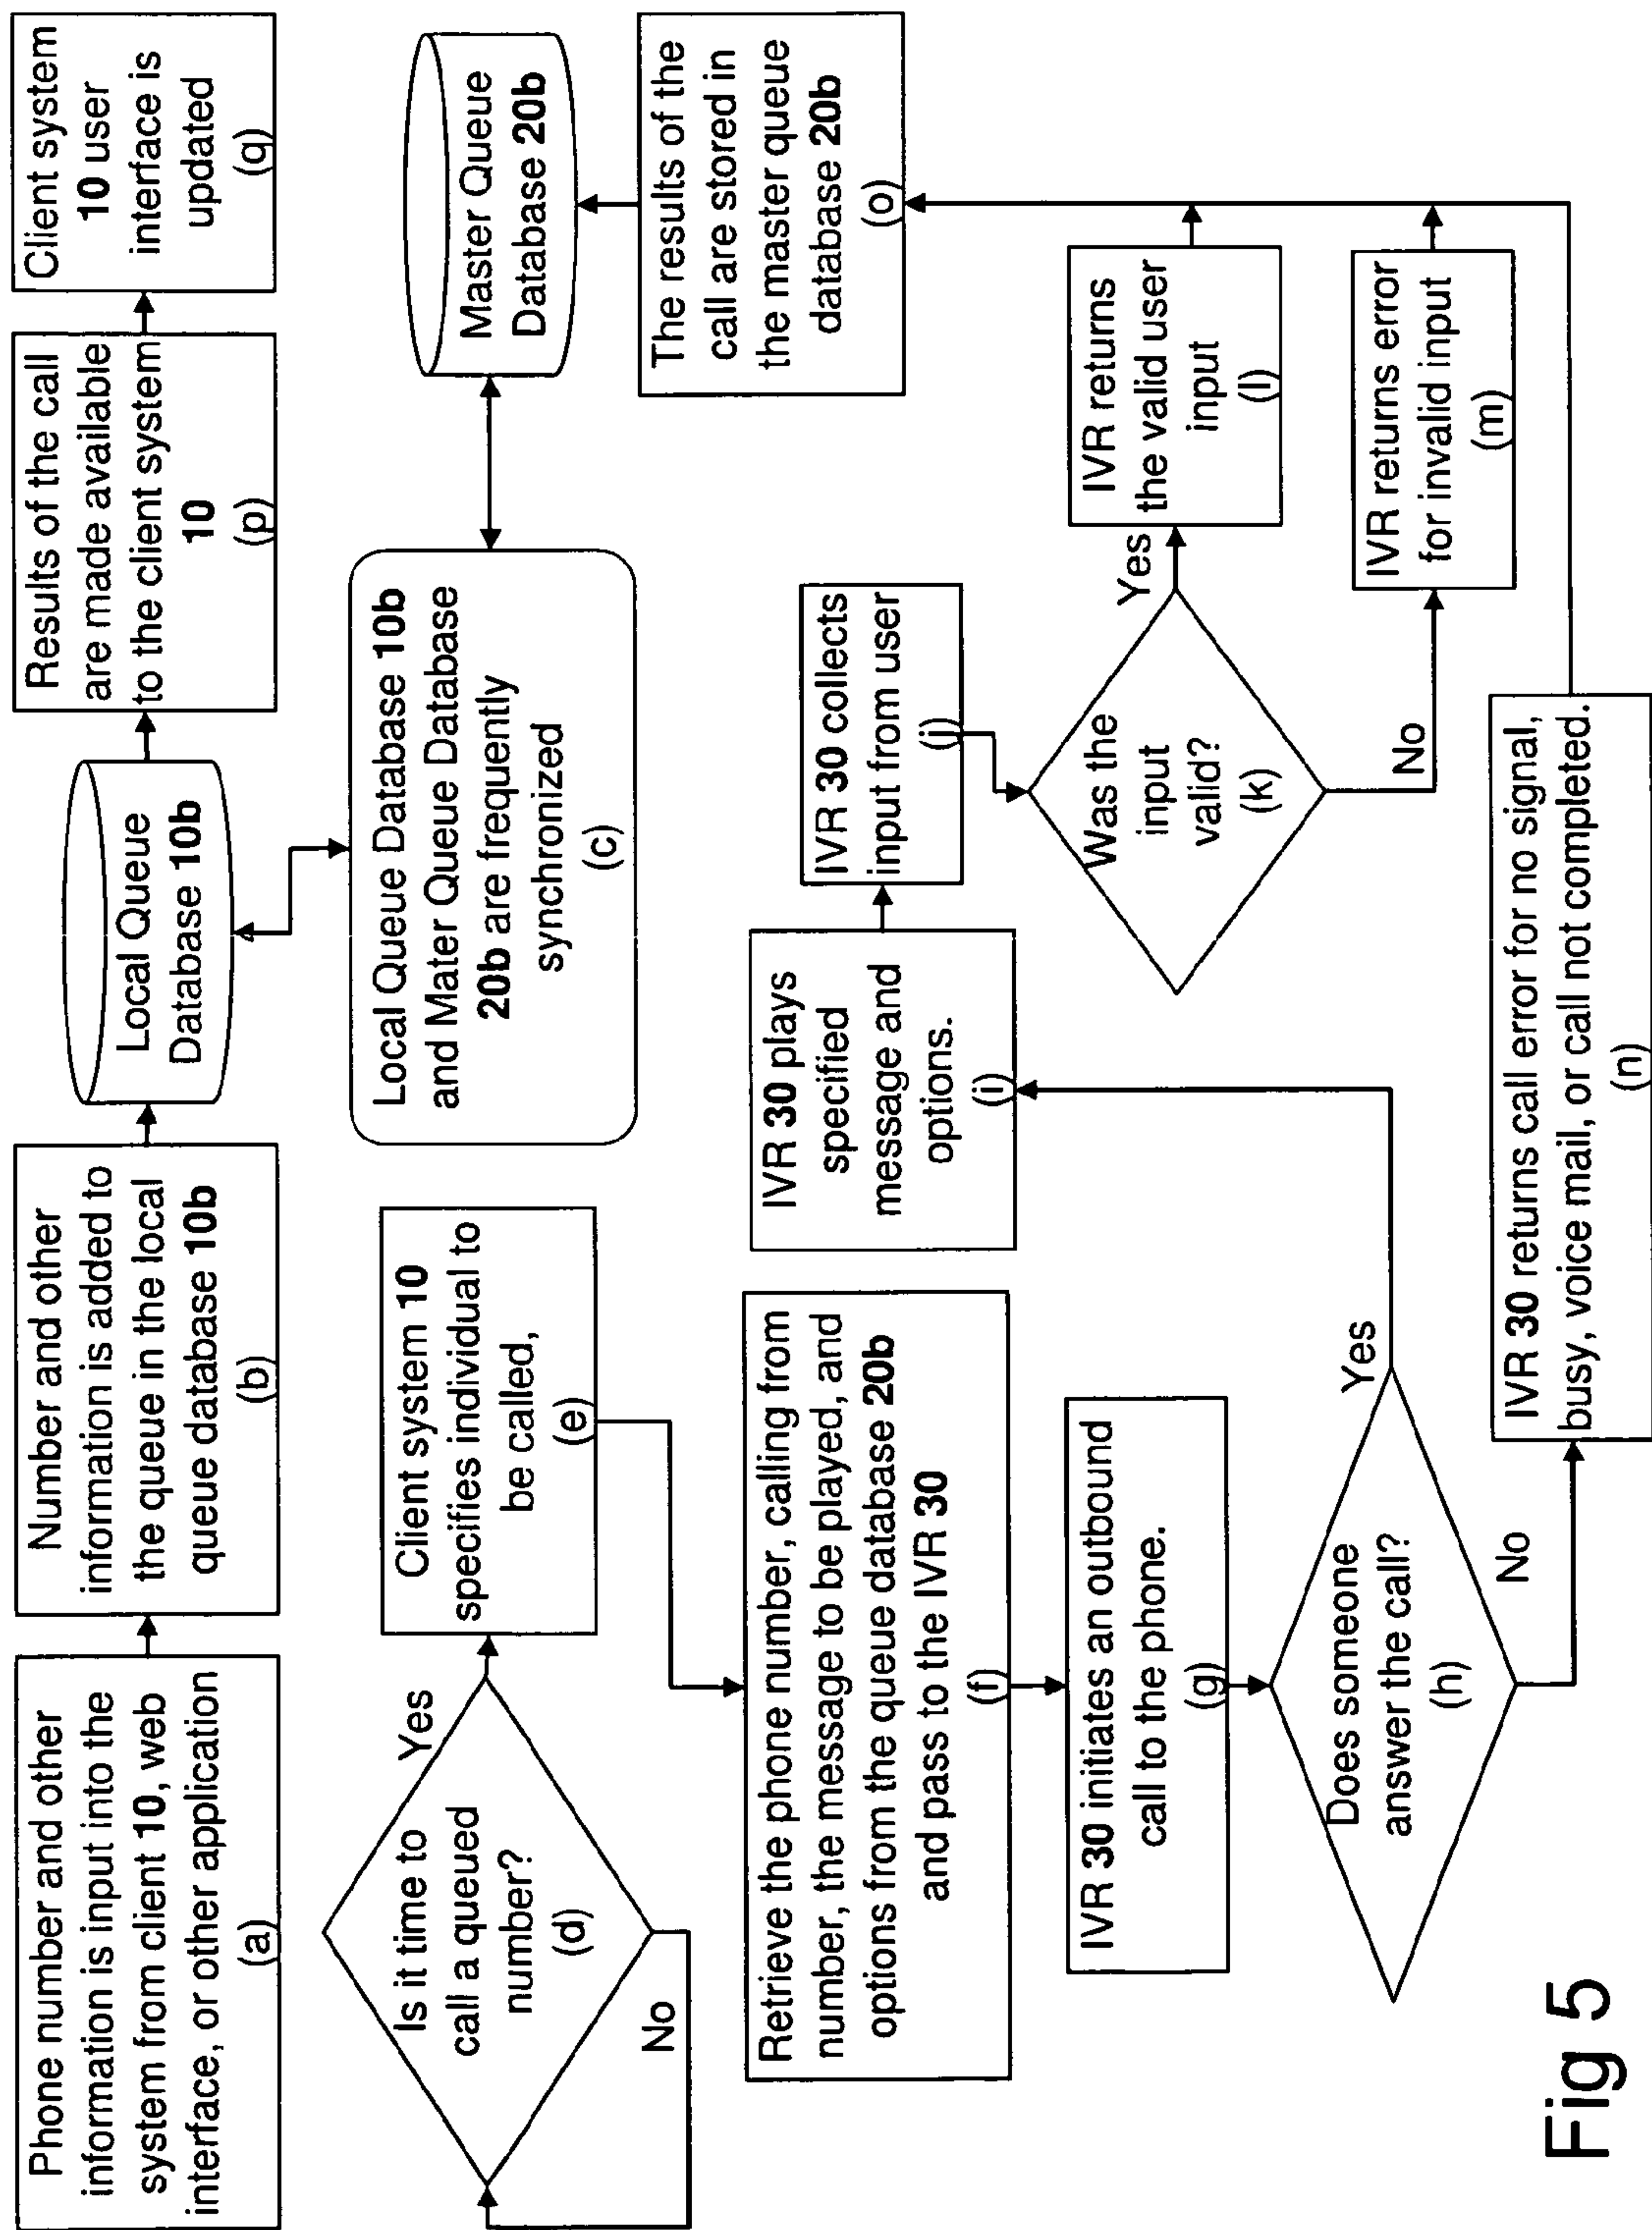 Phone number and other
information is input into the
system from client 10, web
interface, or other application
(a)
Number and other
information is added to
the queue in the local
queue database 10b
(b)
Local Queue
Database 10b
Results of the call
are made available
to the client system
10
(p)
Client system
10 user
interface is
updated
(q)
Is it time to
call a queued
number?
(d)
Yes
No
Client system 10
specifies individual to
be called,
(e)
Local Queue Database 10b
and Mater Queue Database
20b are frequently
synchronized
(c)
Master Queue
Database 20b
Retrieve the phone number, calling from
number, the message to be played, and
options from the queue database 20b
and pass to the IVR 30
(f)
IVR 30 plays
specified
message and
options.
(i)
IVR 30 collects
input from user
(j)
The results of the
call are stored in
the master queue
database 20b
(o)
IVR 30 initiates an outbound
call to the phone.
(g)
Was the
input
valid?
(k)
Yes
No
IVR returns
the valid user
input
(l)
IVR returns error
for invalid input
(m)
Does someone
answer the call?
(h)
Yes
No
IVR 30 returns call error for no signal,
busy, voice mail, or call not completed.
(n)
Fig 5